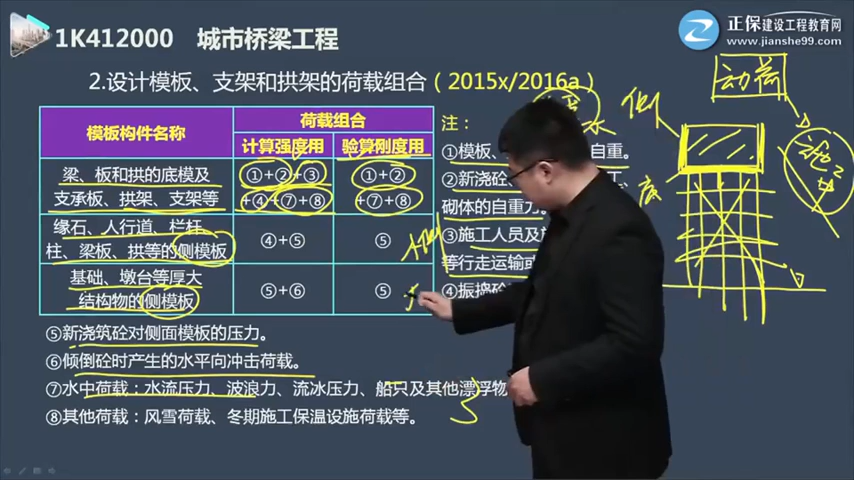 1K412000 城市桥梁工程
正保建设工程教育网
www.jianshe99.com
2.设计模板、支架和拱架的荷载组合（2015x/2016a）
动荷
侧
底
模板构件名称
荷载组合
计算强度用
验算刚度用
梁、板和拱的底模及
支承板、拱架、支架等
①+②+③
+④+⑦+⑧
①+②
+⑦+⑧
缘石、人行道、栏杆、
柱、梁板、拱等的侧模板
④+⑤
⑤
基础、墩台等厚大
结构物的侧模板
⑤+⑥
⑤
注：
①模板、
自重。
②新浇砼、
砌体的自重力
③施工人员及
等行走运输或
④振捣砼
⑤新浇筑砼对侧面模板的压力。
⑥倾倒砼时产生的水平向冲击荷载。
⑦水中荷载：水流压力、波浪力、流冰压力、船只及其他漂浮物
⑧其他荷载：风雪荷载、冬期施工保温设施荷载等。